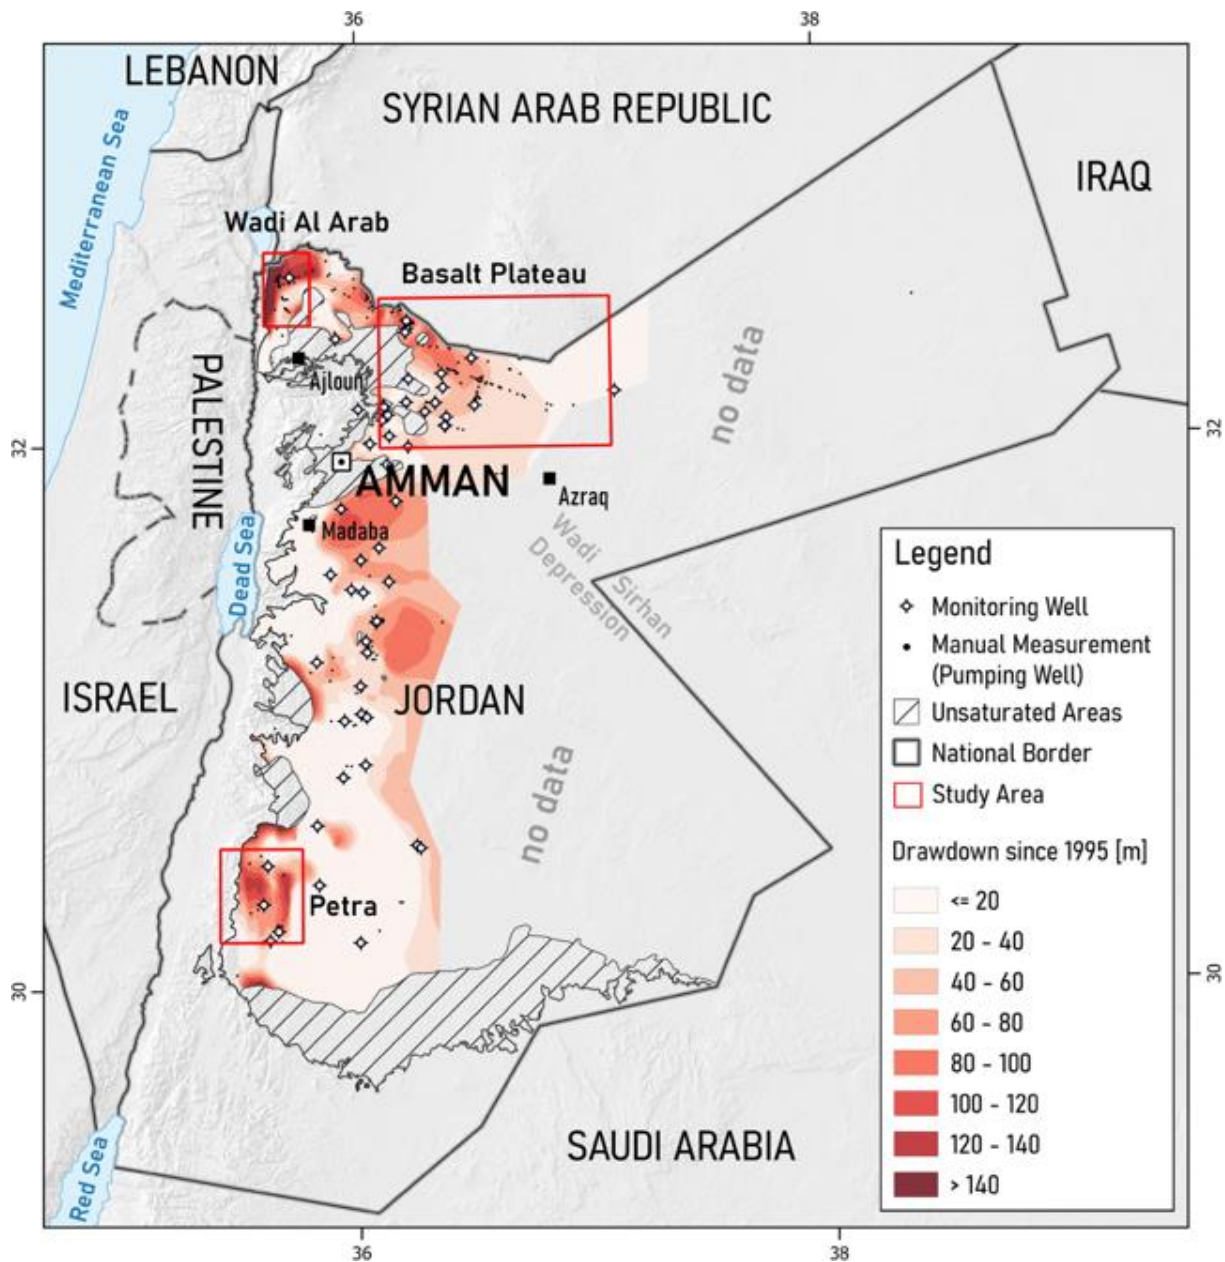 36
38
LEBANON
SYRIAN ARAB REPUBLIC
IRAQ
Mediterranean Sea
Wadi Al Arab
Basalt Plateau
no data
PALESTINE
Ajloun
32
32
AMMAN
Azraq
Madaba
Wadi Sirhan
Depression
Dead Sea
ISRAEL
JORDAN
no data
Petra
30
30
SAUDI ARABIA
Red Sea
36
38
Legend
Monitoring Well
Manual Measurement
(Pumping Well)
Unsaturated Areas
National Border
Study Area
Drawdown since 1995 [m]
<= 20
20 - 40
40 - 60
60 - 80
80 - 100
100 - 120
120 - 140
> 140